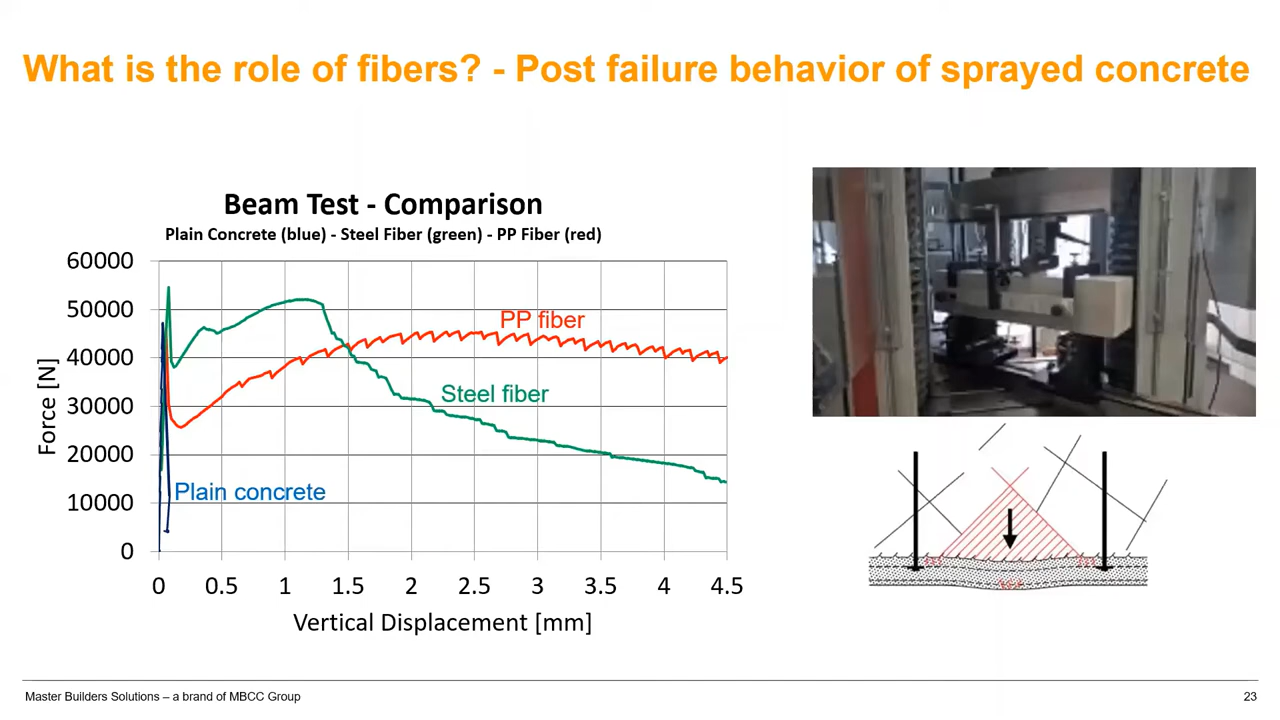 What is the role of fibers? - Post failure behavior of sprayed concrete
Beam Test - Comparison
Plain Concrete (blue) - Steel Fiber (green) - PP Fiber (red)
60000
50000
40000
30000
20000
10000
0
Force [N]
PP fiber
Steel fiber
Plain concrete
0 0.5 1 1.5 2 2.5 3 3.5 4 4.5
Vertical Displacement [mm]
Master Builders Solutions – a brand of MBCC Group
23